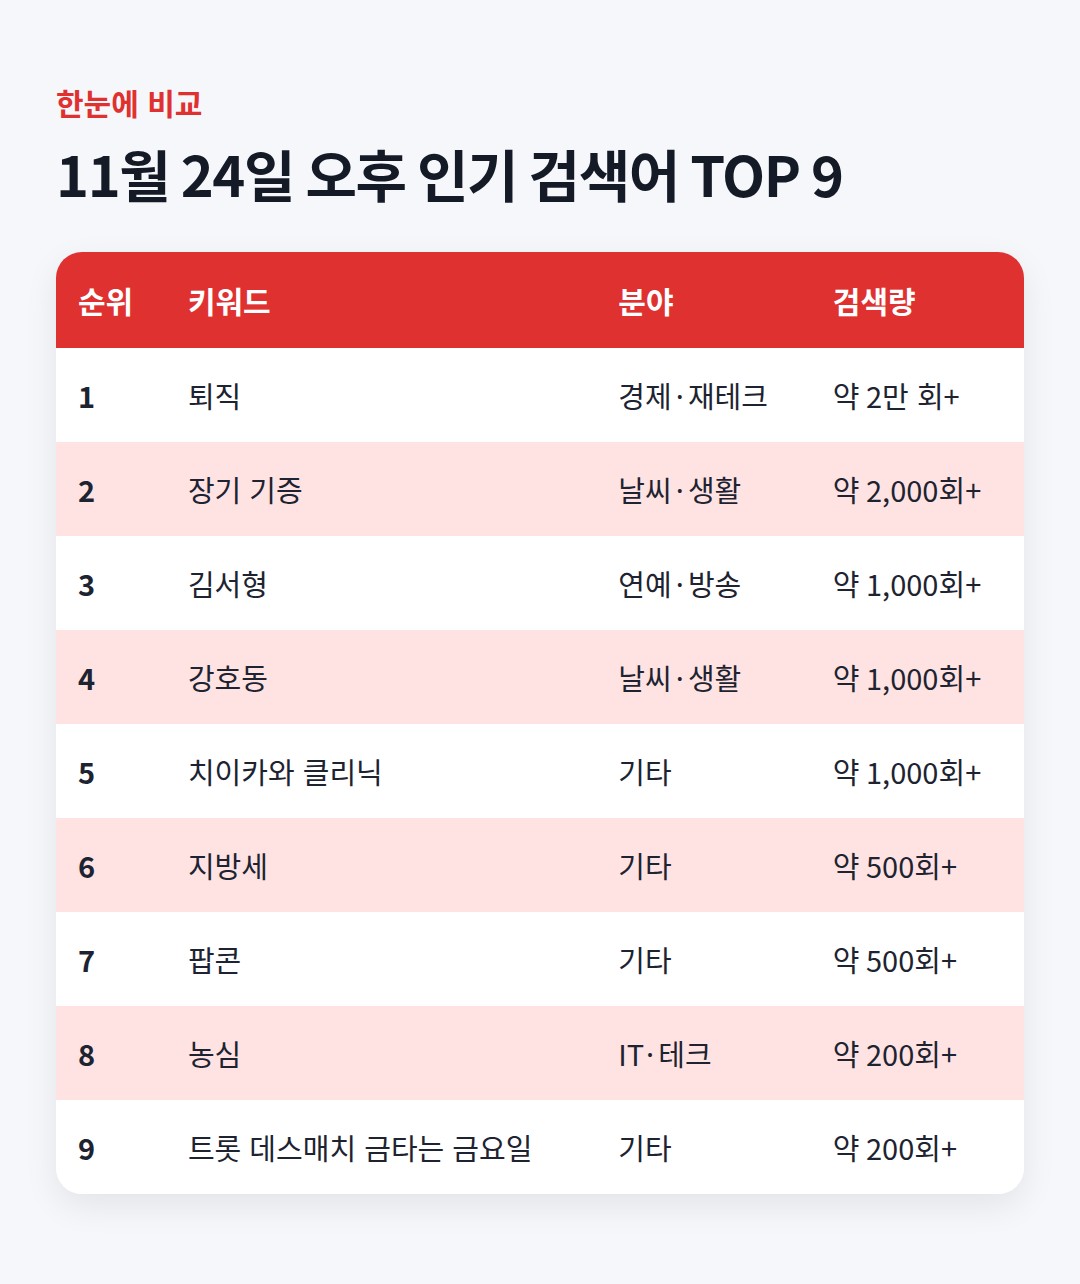 한눈에 비교
11월 24일 오후 인기 검색어 TOP 9
순위 키워드 분야 검색량
1 퇴직 경제·재테크 약 2만 회+
2 장기 기증 날씨·생활 약 2,000회+
3 김서형 연예·방송 약 1,000회+
4 강호동 날씨·생활 약 1,000회+
5 치이카와 클리닉 기타 약 1,000회+
6 지방세 기타 약 500회+
7 팝콘 기타 약 500회+
8 농심 IT·테크 약 200회+
9 트롯 데스매치 금타는 금요일 기타 약 200회+